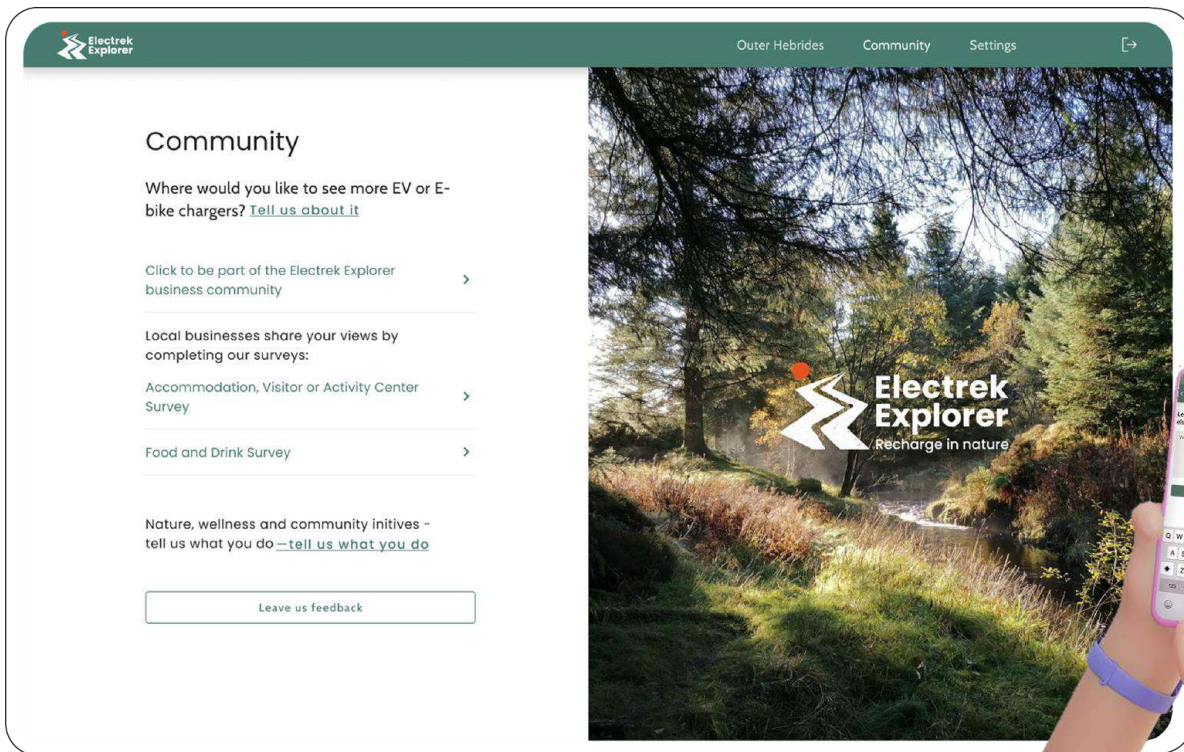 Electrek
Explorer
Outer Hebrides
Community
Settings
Community
Where would you like to see more EV or E-
bike chargers? Tell us about it
Click to be part of the Electrek Explorer
business community
Local businesses share your views by
completing our surveys:
Accommodation, Visitor or Activity Center
Survey
Food and Drink Survey
Nature, wellness and community initives -
tell us what you do —tell us what you do
Leave us feedback
Electrek
Explorer
Recharge in nature
Q W
A S
Z